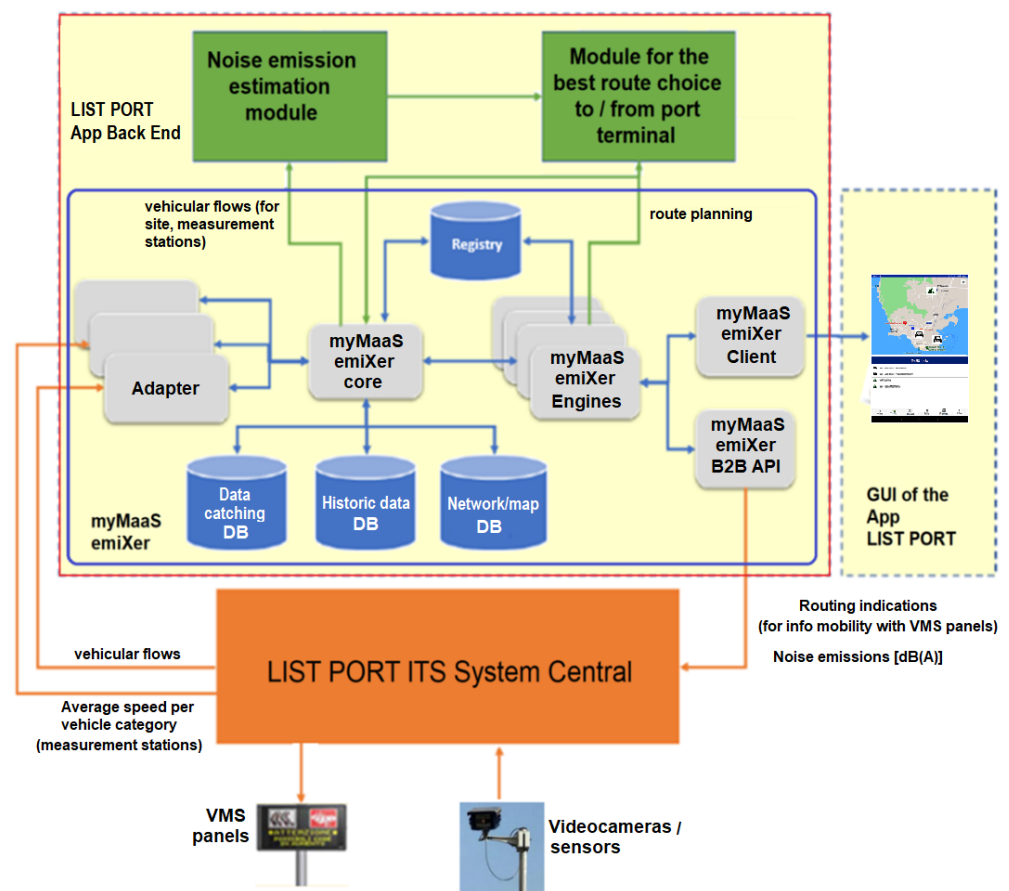 Noise emission
estimation
module
Module for the
best route choice
to / from port
terminal
LIST PORT
App Back End
vehicular flows (for
site, measurement
stations)
route planning
Registry
myMaaS
emiXer
core
myMaaS
emiXer
Engines
myMaaS
emiXer
Client
Adapter
myMaaS
emiXer
B2B API
Data
catching
DB
Historic data
DB
Network/map
DB
myMaaS
emiXer
GUI of the
App
LIST PORT
Routing indications
(for info mobility with VMS panels)
Noise emissions [dB(A)]
vehicular flows
LIST PORT ITS System Central
Average speed per
vehicle category
(measurement stations)
VMS
panels
ATTENZIONE
Videocameras /
sensors